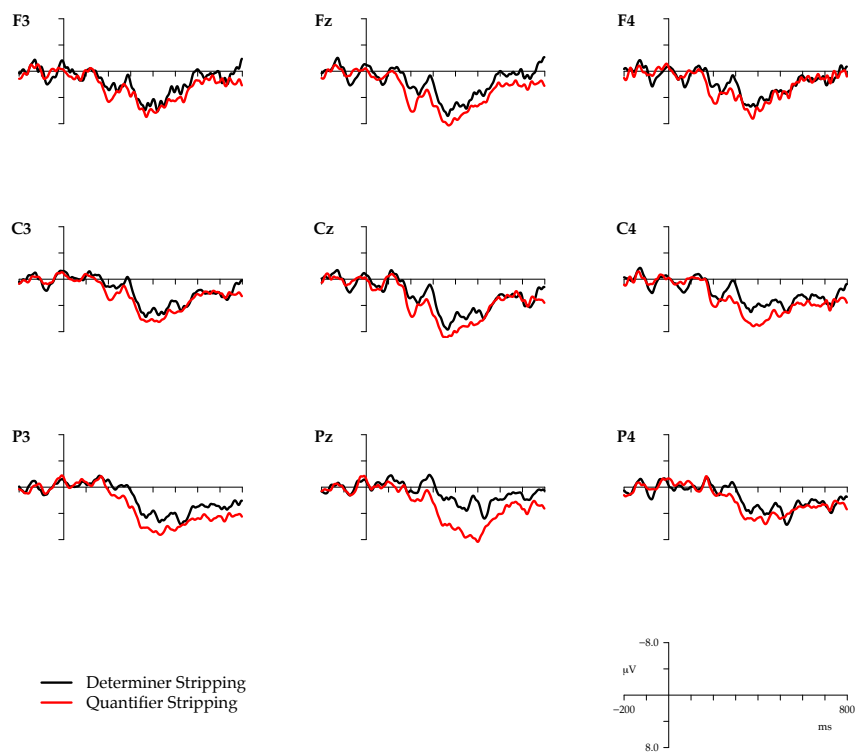 F3 Fz F4
C3 Cz C4
P3 Pz P4
−8.0
μV
−200 800
ms
8.0
Determiner Stripping
Quantifier Stripping